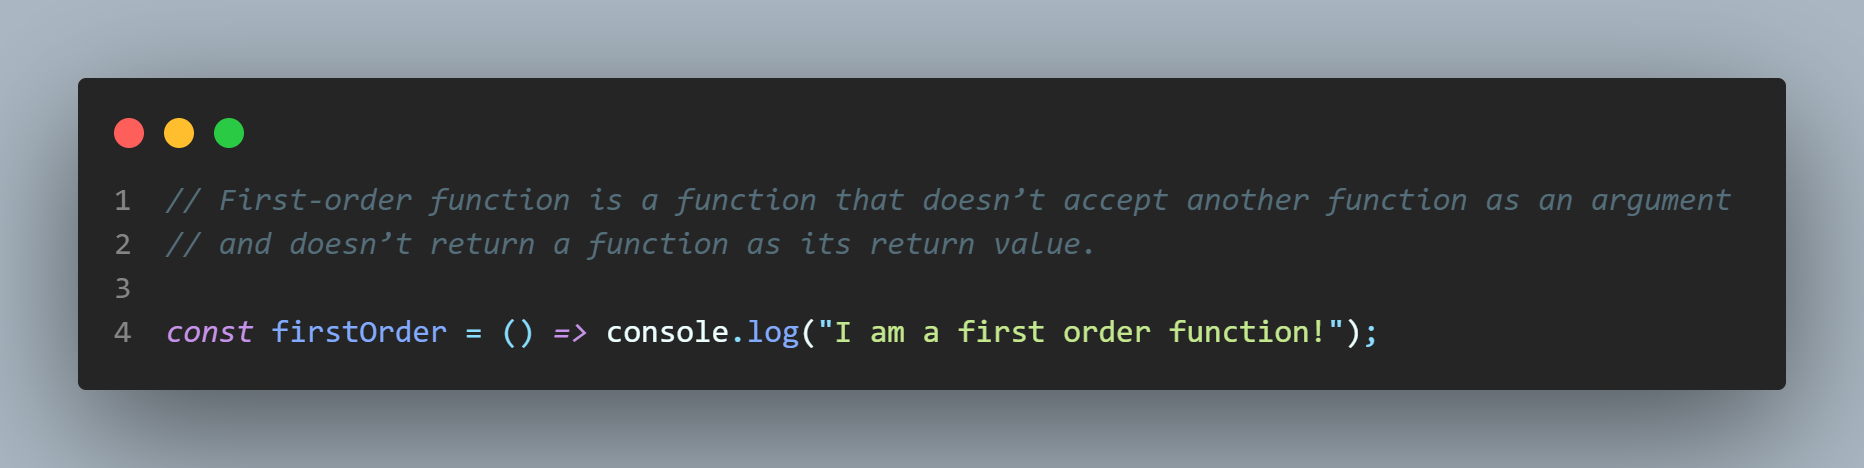 1 // First-order function is a function that doesn’t accept another function as an argument
2 // and doesn’t return a function as its return value.
3
4 const firstOrder = () => console.log("I am a first order function!");